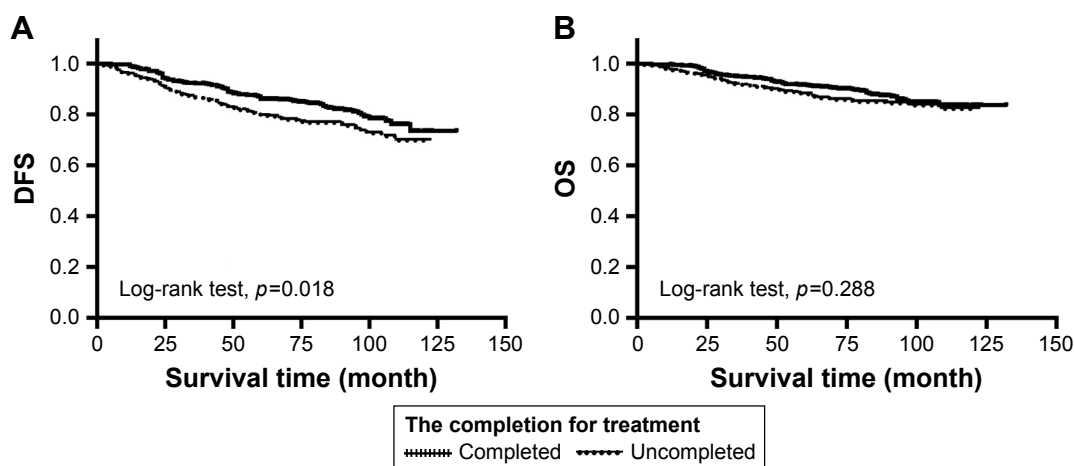 A
1.0
0.8
0.6
0.4
0.2
0.0
DFS
Log-rank test, p=0.018
0 25 50 75 100 125 150
Survival time (month)
B
1.0
0.8
0.6
0.4
0.2
0.0
OS
Log-rank test, p=0.288
0 25 50 75 100 125 150
Survival time (month)
The completion for treatment
Completed Uncompleted